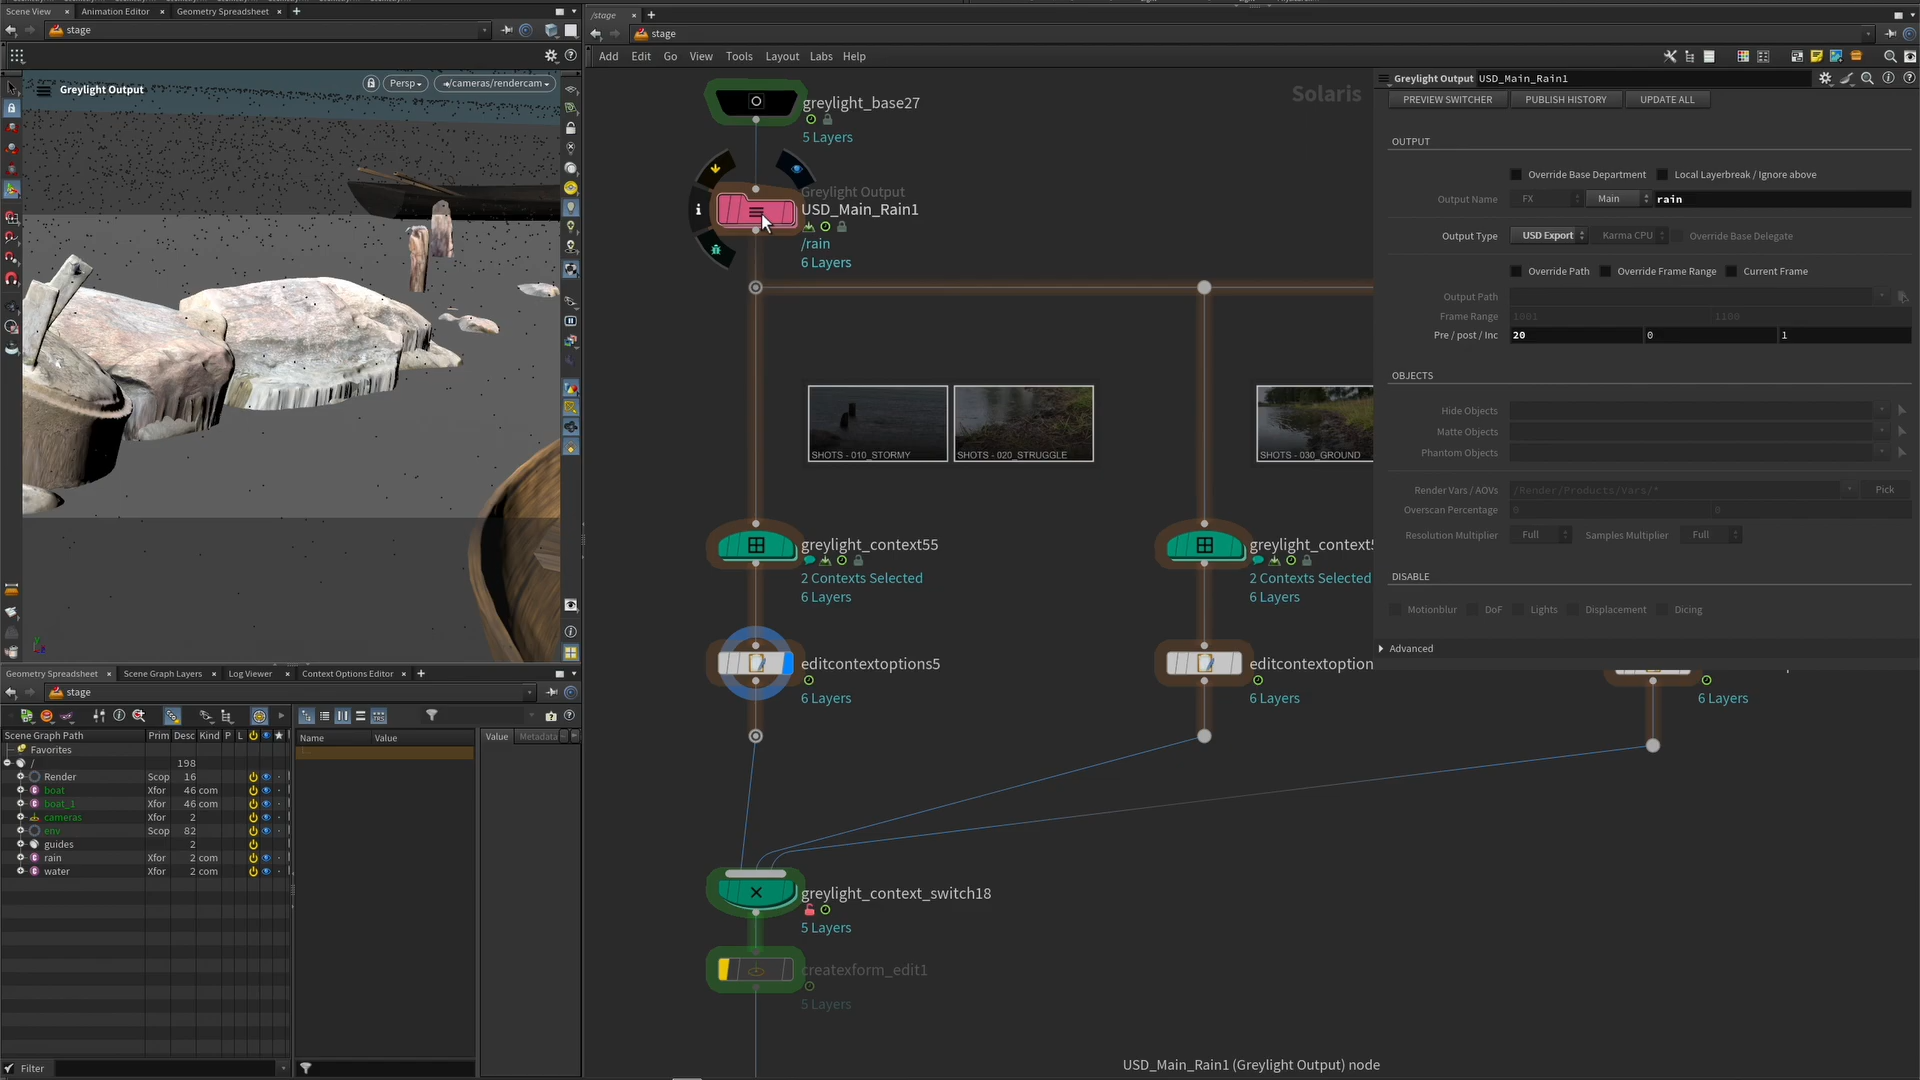 Scene View
Animation Editor
Geometry Spreadsheet
stage
Greylight Output
Persp
/cameras/rendercam
Geometry Spreadsheet
Scene Graph Layers
Log Viewer
Context Options Editor
stage
Scene Graph Path Prim Desc Kind P L
Favorites
/ 198
Render Scop 16
boat Xfor 46 com
boat_1 Xfor 46 com
cameras Xfor 2
env Scop 82
guides 2
rain Xfor 2 com
water Xfor 2 com
Name Value
Value Metadata
Filter
/stage
stage
Add Edit Go View Tools Layout Labs Help
Solaris
greylight_base27
5 Layers
Greylight Output
USD_Main_Rain1
/rain
6 Layers
SHOTS - 010_STORMY
SHOTS - 020_STRUGGLE
SHOTS - 030_GROUND
greylight_context55
2 Contexts Selected
6 Layers
greylight_context5
2 Contexts Selected
6 Layers
editcontextoptions5
6 Layers
editcontextoption
6 Layers
6 Layers
greylight_context_switch18
5 Layers
createxform_edit1
5 Layers
USD_Main_Rain1 (Greylight Output) node
Greylight Output USD_Main_Rain1
PREVIEW SWITCHER PUBLISH HISTORY UPDATE ALL
OUTPUT
Override Base Department Local Layerbreak / Ignore above
Output Name FX Main rain
Output Type USD Export Karma CPU Override Base Delegate
Override Path Override Frame Range Current Frame
Output Path
Frame Range 1001 1100
Pre / post / Inc 20 0 1
OBJECTS
Hide Objects
Matte Objects
Phantom Objects
Render Vars / AOVs /Render/Products/Vars/* Pick
Overscan Percentage 0 0
Resolution Multiplier Full Samples Multiplier Full
DISABLE
Motionblur DoF Lights Displacement Dicing
Advanced